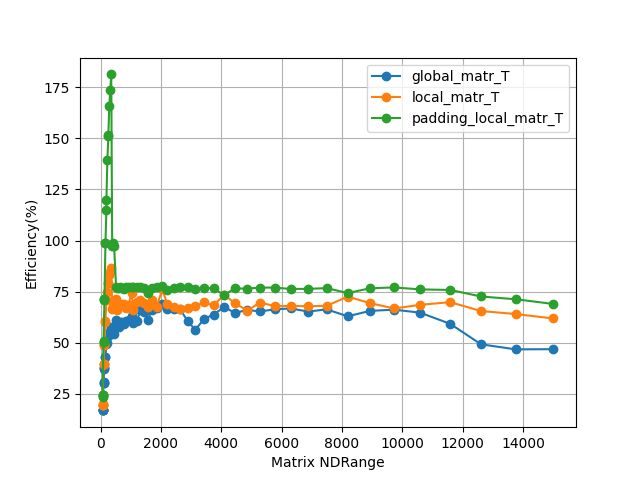 global_matr_T
local_matr_T
padding_local_matr_T
175
150
125
100
75
50
25
Efficiency(%)
0 2000 4000 6000 8000 10000 12000 14000
Matrix NDRange